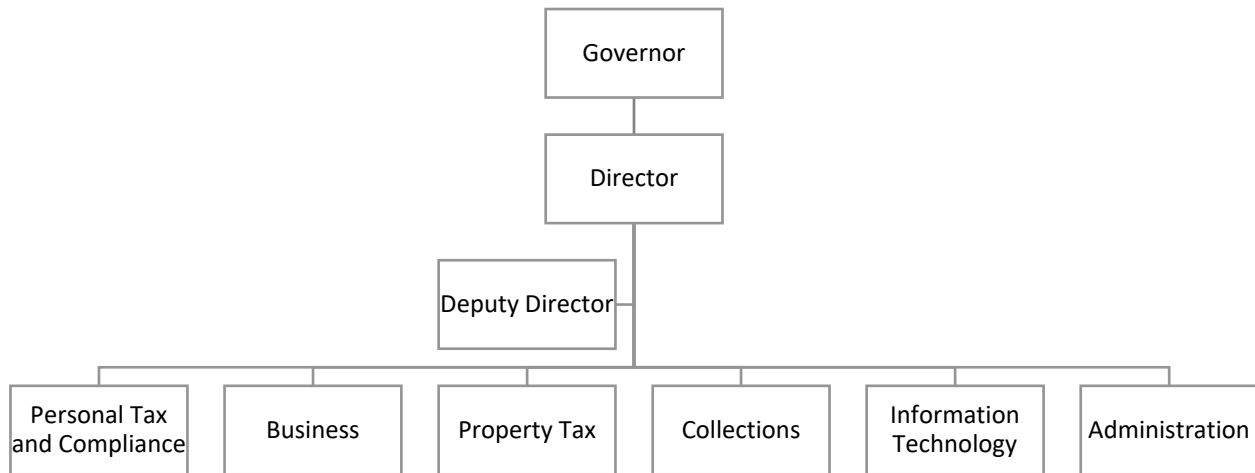 Governor
Director
Deputy Director
Personal Tax
and Compliance
Business
Property Tax
Collections
Information
Technology
Administration